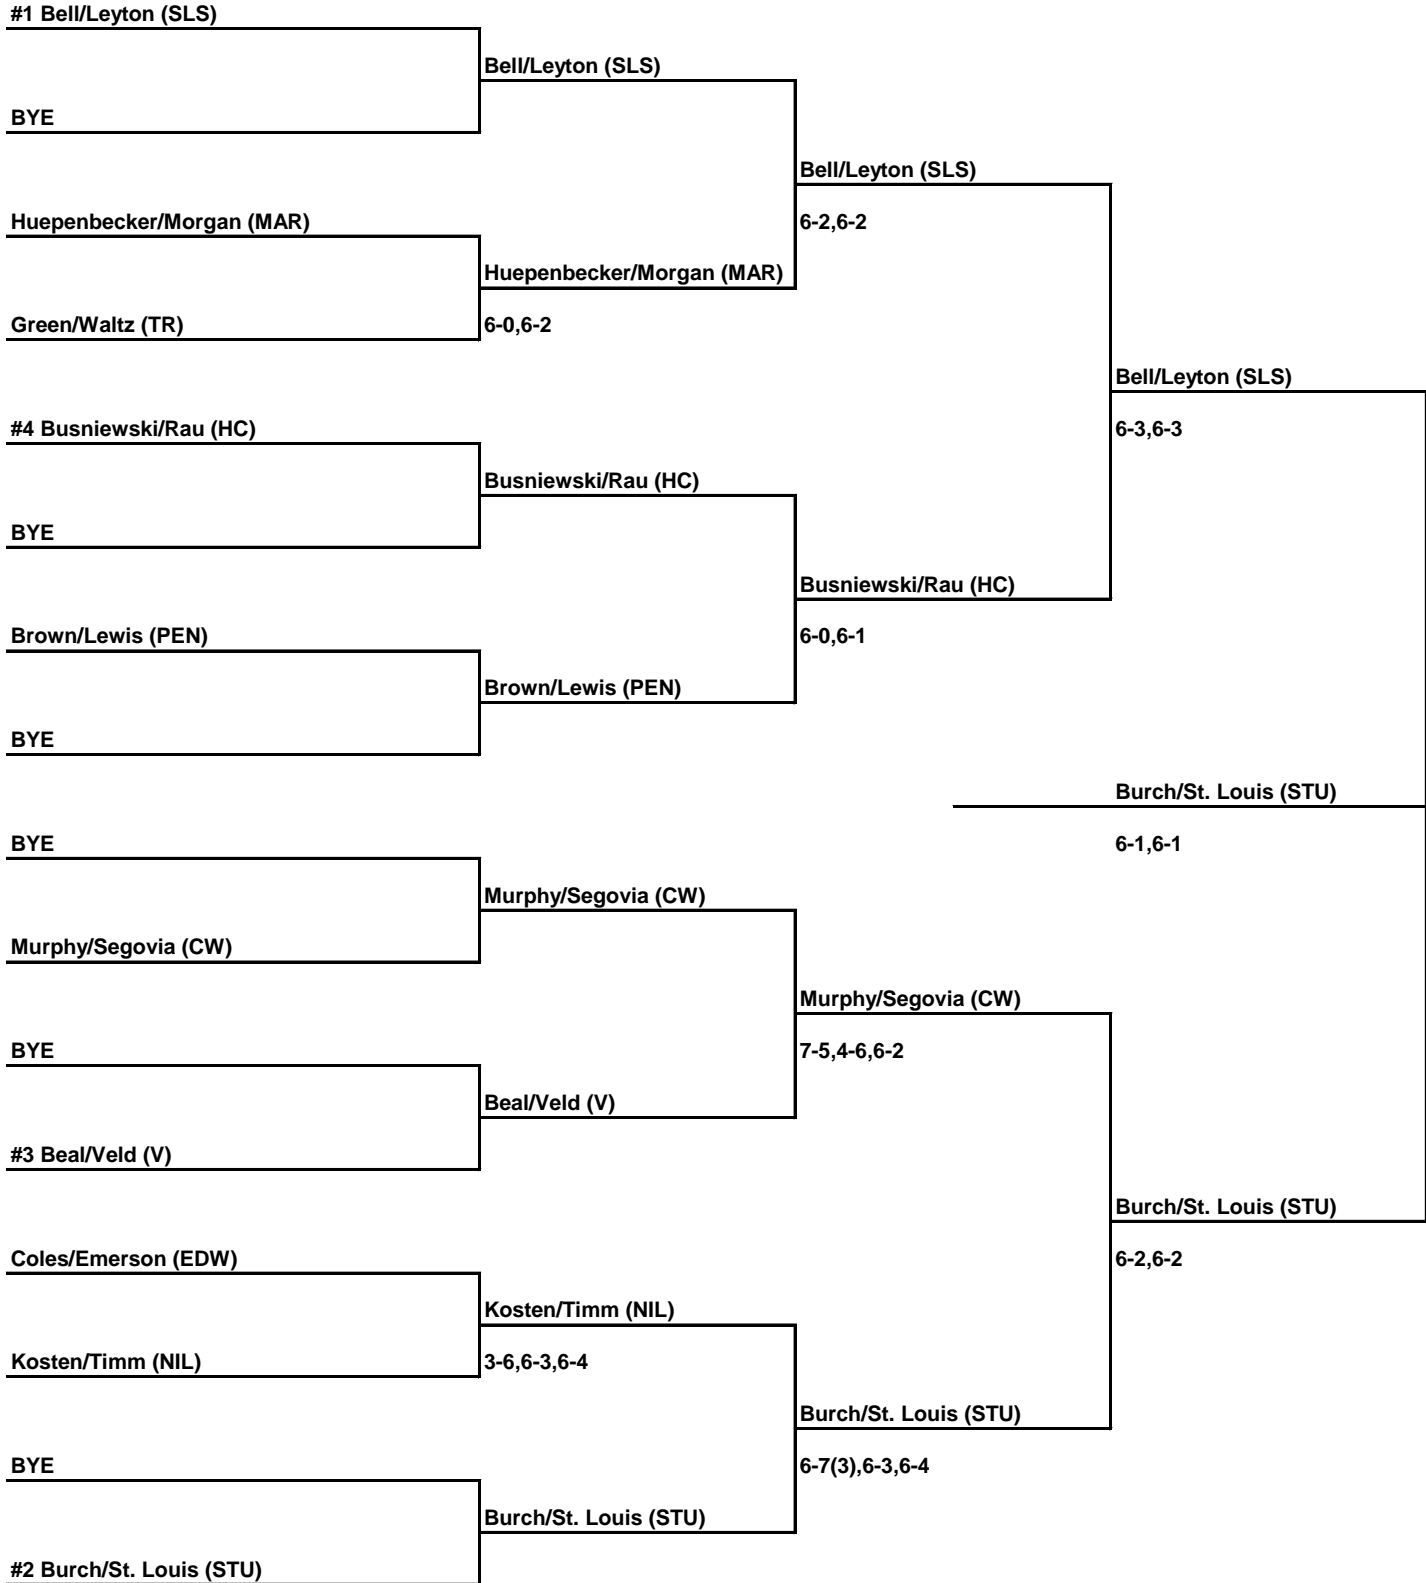 #1 Bell/Leyton (SLS)
Bell/Leyton (SLS)
BYE
Bell/Leyton (SLS)
Huepenbecker/Morgan (MAR)
6-2,6-2
Huepenbecker/Morgan (MAR)
Green/Waltz (TR)
6-0,6-2
Bell/Leyton (SLS)
#4 Busniewski/Rau (HC)
6-3,6-3
Busniewski/Rau (HC)
BYE
Busniewski/Rau (HC)
Brown/Lewis (PEN)
6-0,6-1
Brown/Lewis (PEN)
BYE
Burch/St. Louis (STU)
BYE
6-1,6-1
Murphy/Segovia (CW)
Murphy/Segovia (CW)
Murphy/Segovia (CW)
BYE
7-5,4-6,6-2
Beal/Veld (V)
#3 Beal/Veld (V)
Burch/St. Louis (STU)
Coles/Emerson (EDW)
6-2,6-2
Kosten/Timm (NIL)
Kosten/Timm (NIL)
3-6,6-3,6-4
Burch/St. Louis (STU)
BYE
6-7(3),6-3,6-4
Burch/St. Louis (STU)
#2 Burch/St. Louis (STU)